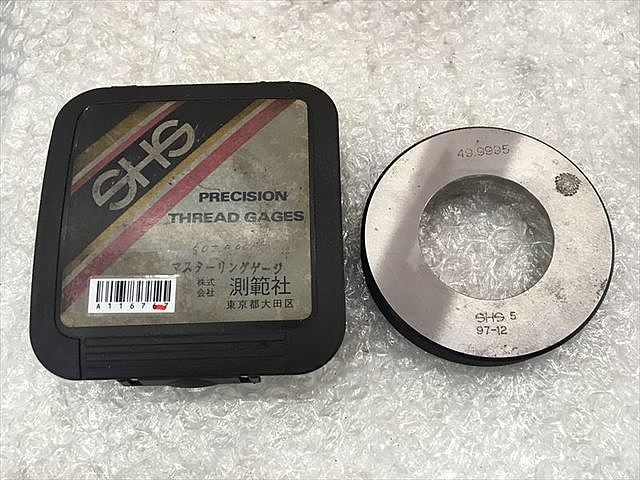 SHS
PRECISION
THREAD GAGES
マスターリングゲージ
株式会社 測範社
東京都大田区
49.9995
SHS 5
97-12